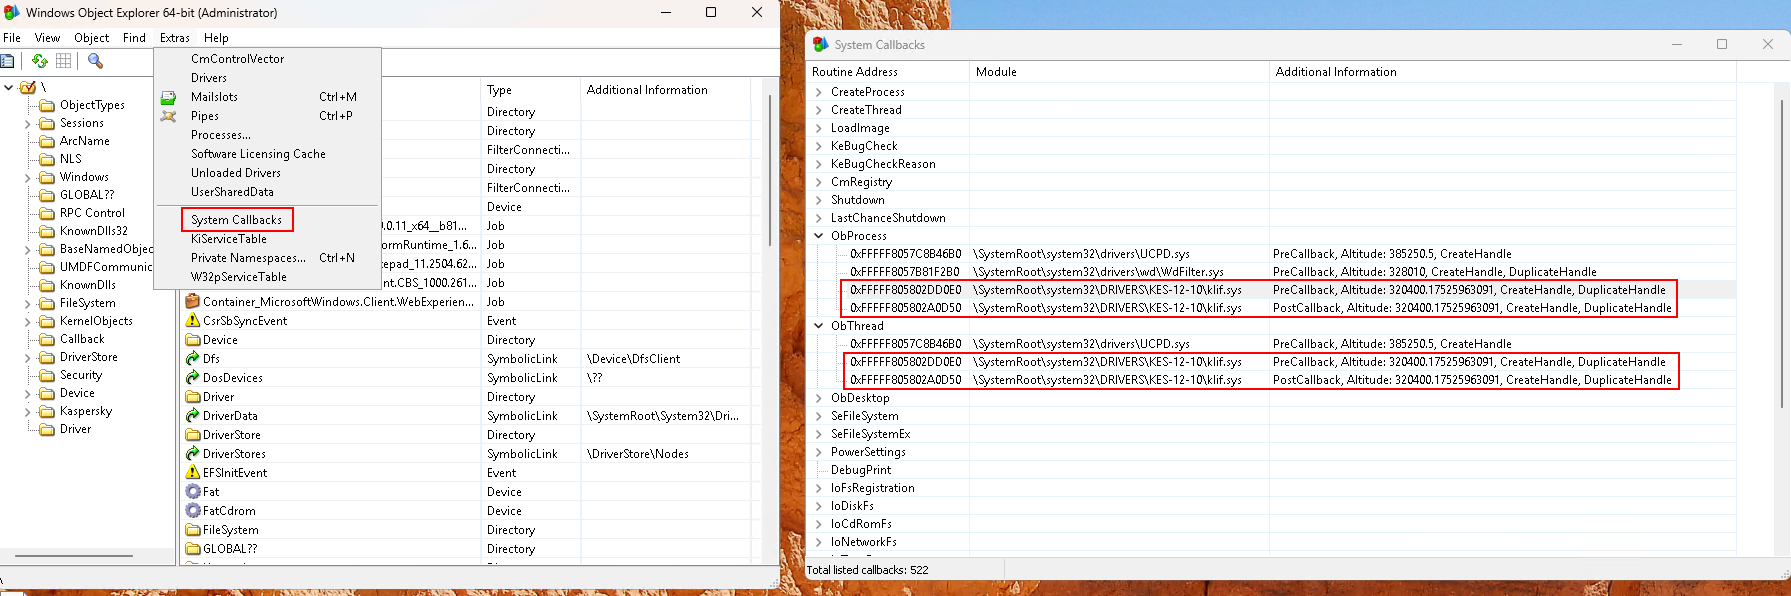 Windows Object Explorer 64-bit (Administrator)
File View Object Find Extras Help
CmControlVector
Drivers
Mailslots Ctrl+M
Pipes Ctrl+P
Processes...
Software Licensing Cache
Unloaded Drivers
UserSharedData
System Callbacks
KiServiceTable
Private Namespaces... Ctrl+N
W32pServiceTable
\
ObjectTypes
Sessions
ArcName
NLS
Windows
GLOBAL??
RPC Control
KnownDlls32
BaseNamedObjec
UMDFCommunic
KnownDlls
FileSystem
KernelObjects
Callback
DriverStore
Security
Device
Kaspersky
Driver
Type Additional Information
Directory
Directory
FilterConnecti...
Directory
FilterConnecti...
Device
.0.11_x64__b81... Job
ormRuntime_1.6... Job
tepad_11.2504.62... Job
nt.CBS_1000.261... Job
Container_MicrosoftWindows.Client.WebExperien... Job
CsrSbSyncEvent Event
Device Directory
Dfs SymbolicLink \Device\DfsClient
DosDevices SymbolicLink \??
Driver Directory
DriverData SymbolicLink \SystemRoot\System32\Dri...
DriverStore Directory
DriverStores SymbolicLink \DriverStore\Nodes
EFSInitEvent Event
Fat Device
FatCdrom Device
FileSystem Directory
GLOBAL?? Directory
\
System Callbacks
Routine Address Module Additional Information
CreateProcess
CreateThread
LoadImage
KeBugCheck
KeBugCheckReason
CmRegistry
Shutdown
LastChanceShutdown
ObProcess
0xFFFFF8057C8B46B0 \SystemRoot\system32\drivers\UCPD.sys PreCallback, Altitude: 385250.5, CreateHandle
0xFFFFF8057B81F2B0 \SystemRoot\system32\drivers\wd\WdFilter.sys PreCallback, Altitude: 328010, CreateHandle, DuplicateHandle
0xFFFFF805802DD0E0 \SystemRoot\system32\DRIVERS\KES-12-10\klif.sys PreCallback, Altitude: 320400.17525963091, CreateHandle, DuplicateHandle
0xFFFFF805802A0D50 \SystemRoot\system32\DRIVERS\KES-12-10\klif.sys PostCallback, Altitude: 320400.17525963091, CreateHandle, DuplicateHandle
ObThread
0xFFFFF8057C8B46B0 \SystemRoot\system32\drivers\UCPD.sys PreCallback, Altitude: 385250.5, CreateHandle
0xFFFFF805802DD0E0 \SystemRoot\system32\DRIVERS\KES-12-10\klif.sys PreCallback, Altitude: 320400.17525963091, CreateHandle, DuplicateHandle
0xFFFFF805802A0D50 \SystemRoot\system32\DRIVERS\KES-12-10\klif.sys PostCallback, Altitude: 320400.17525963091, CreateHandle, DuplicateHandle
ObDesktop
SeFileSystem
SeFileSystemEx
PowerSettings
DebugPrint
IoFsRegistration
IoDiskFs
IoCdRomFs
IoNetworkFs
Total listed callbacks: 522